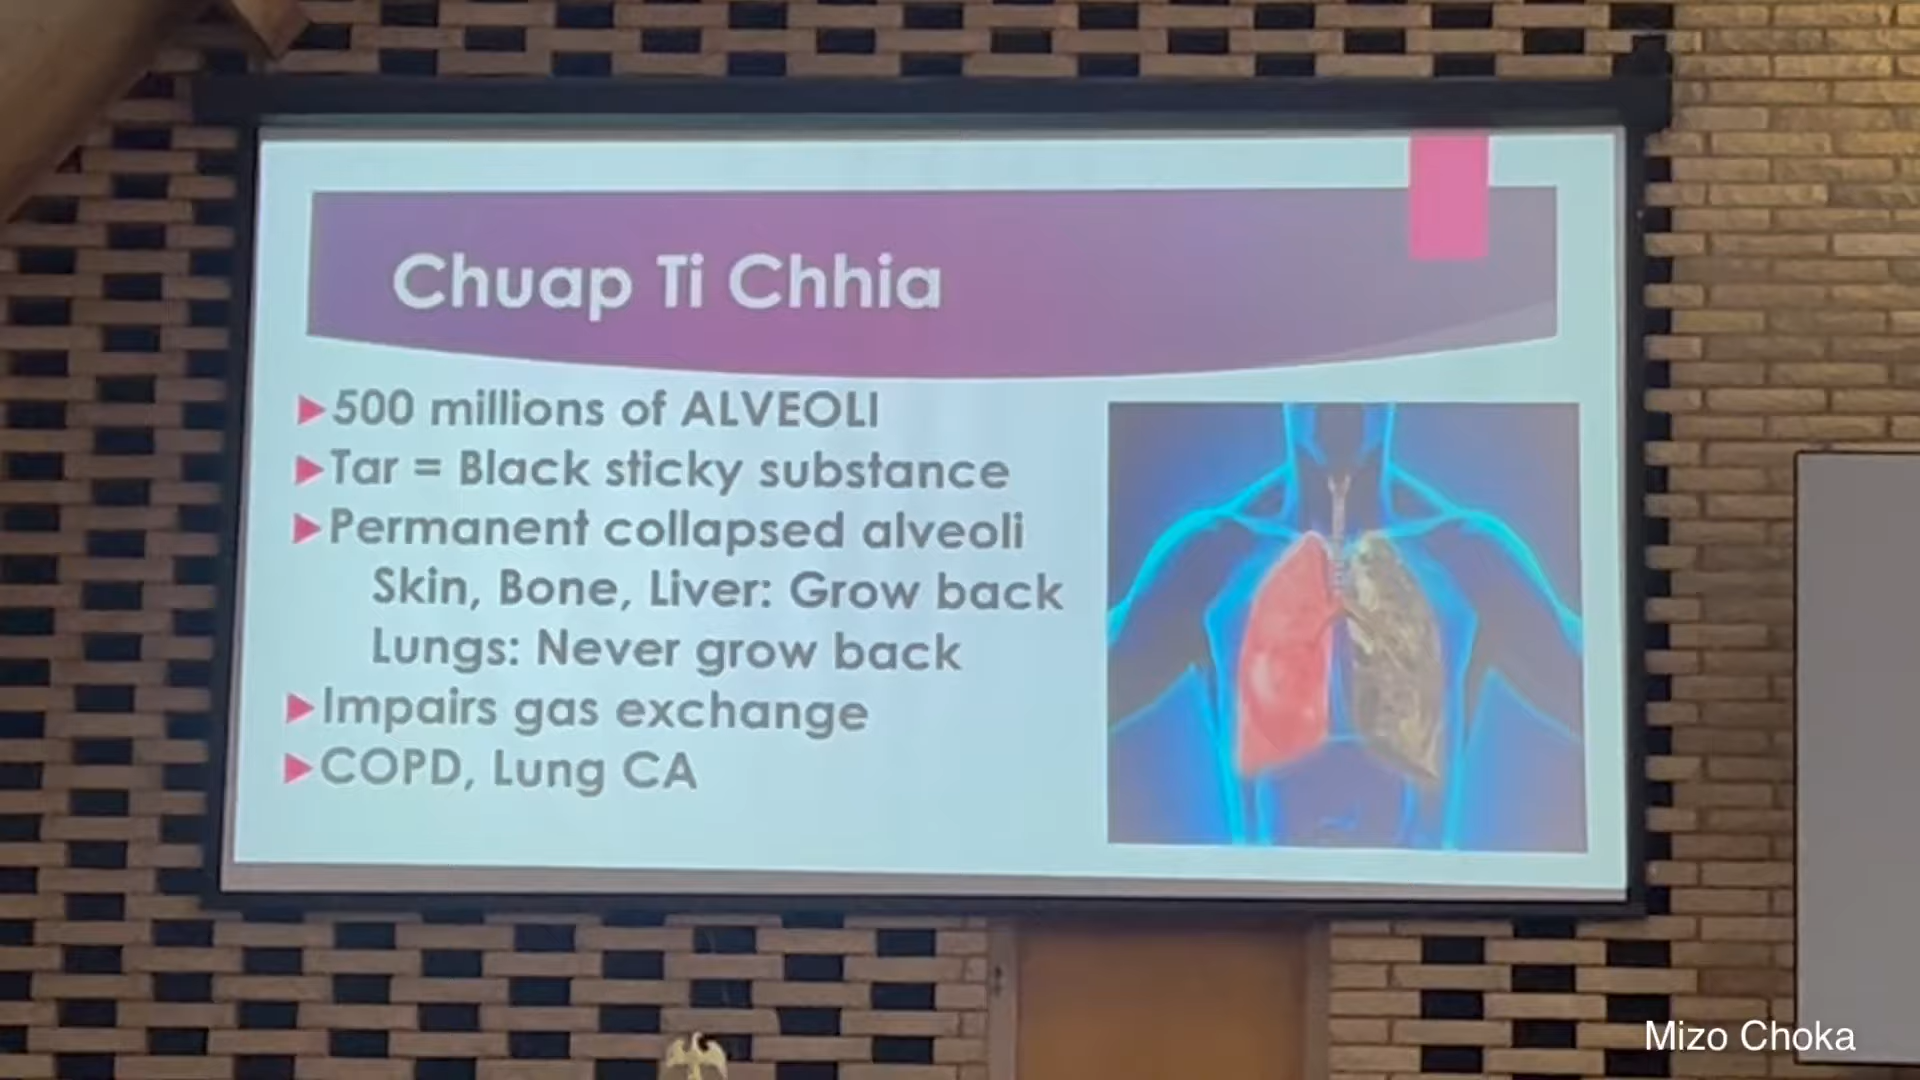 Chuap Ti Chhia
500 millions of ALVEOLI
Tar = Black sticky substance
Permanent collapsed alveoli
Skin, Bone, Liver: Grow back
Lungs: Never grow back
Impairs gas exchange
COPD, Lung CA
Mizo Choka